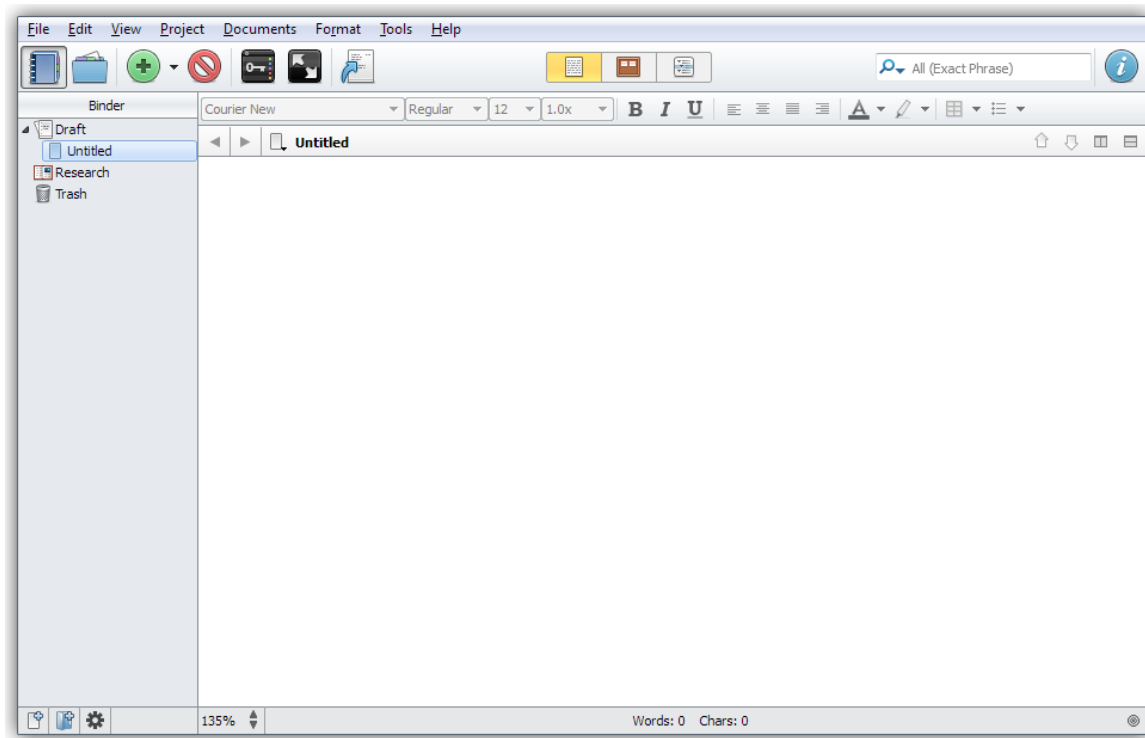 File Edit View Project Documents Format Tools Help
All (Exact Phrase)
Binder
Courier New Regular 12 1.0x B I U A
Draft
Untitled
Untitled
Research
Trash
135% Words: 0 Chars: 0